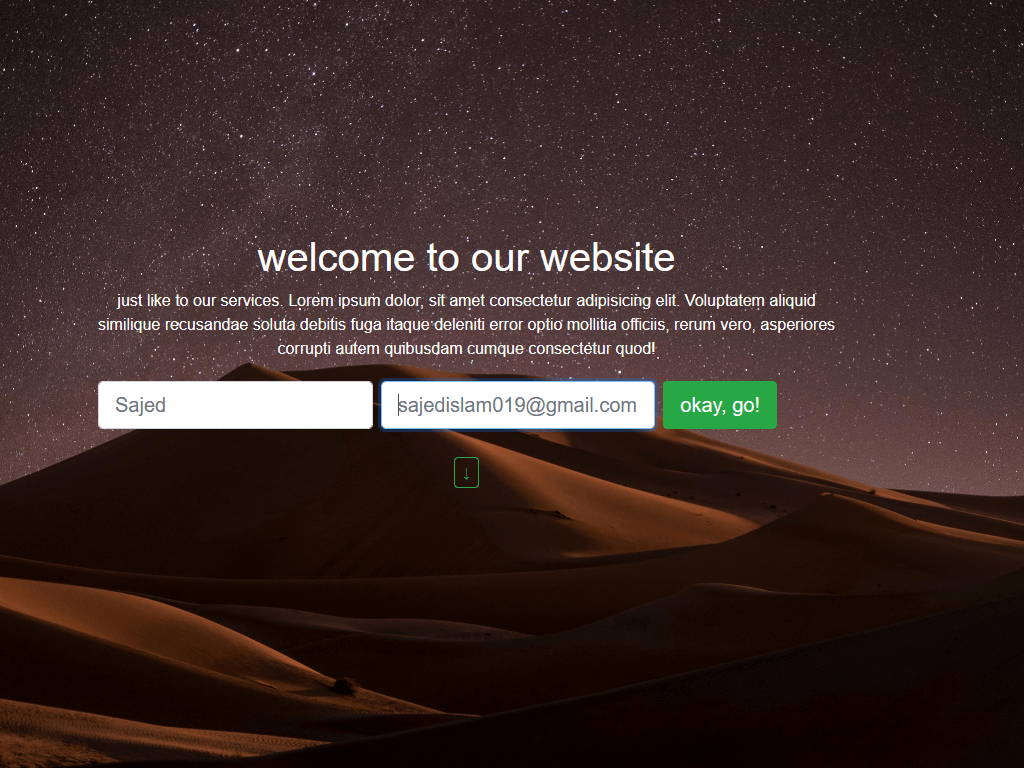 welcome to our website
just like to our services. Lorem ipsum dolor, sit amet consectetur adipisicing elit. Voluptatem aliquid
similique recusandae soluta debitis fuga itaque deleniti error optio mollitia officiis, rerum vero, asperiores
corrupti autem quibusdam cumque consectetur quod!
Sajed sajedislam019@gmail.com okay, go!
↓